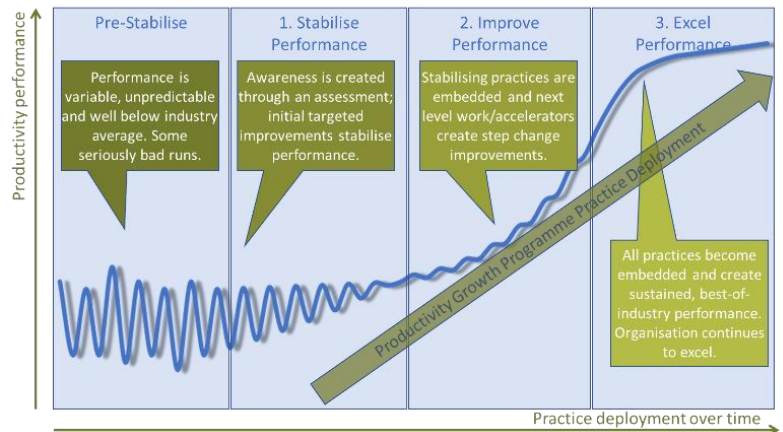 Productivity performance
Pre-Stabilise
1. Stabilise
Performance
2. Improve
Performance
3. Excel
Performance
Performance is
variable, unpredictable
and well below industry
average. Some
seriously bad runs.
Awareness is created
through an assessment;
initial targeted
improvements stabilise
performance.
Stabilising practices are
embedded and next
level work/accelerators
create step change
improvements.
Productivity Growth Programme Practice Deployment
All practices become
embedded and create
sustained, best-of-
industry performance.
Organisation continues
to excel.
Practice deployment over time